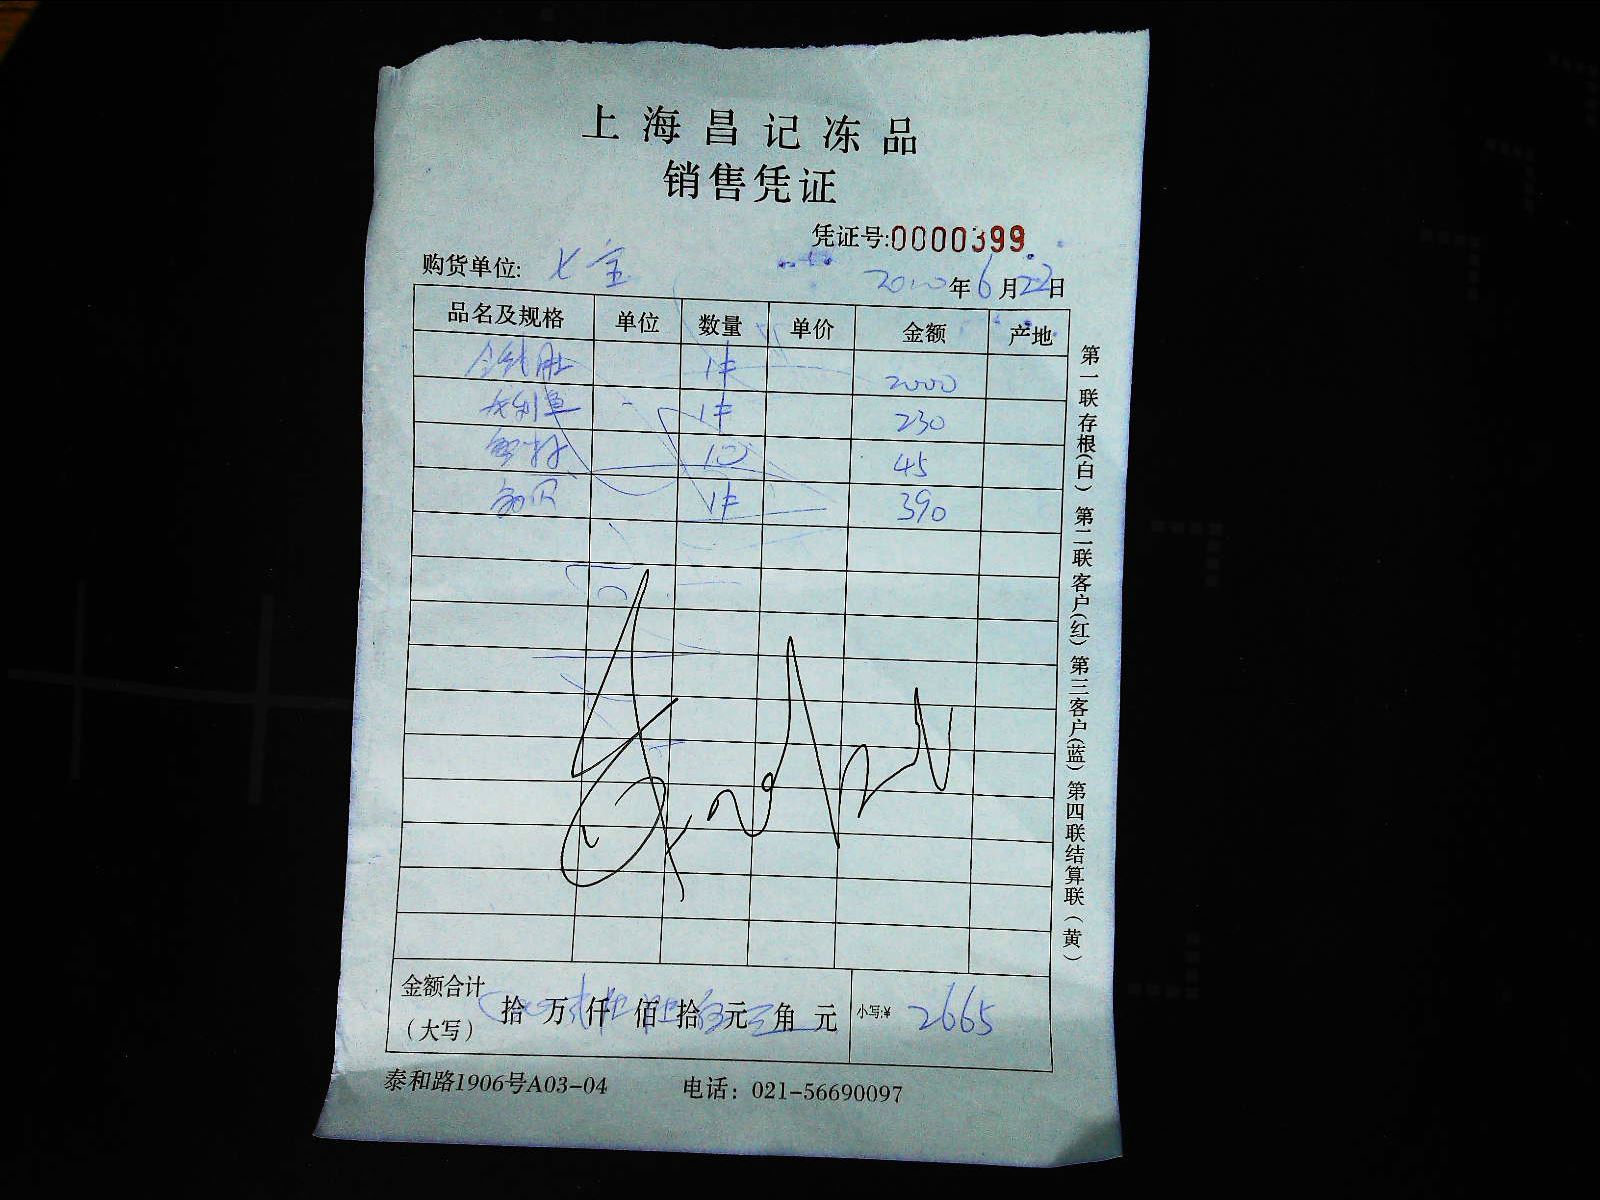 上海昌记冻品
销售凭证
凭证号:0000399
购货单位: 七宝 2020年6月22日
品名及规格 单位 数量 单价 金额 产地
1件 2000
1件 230
10 45
1件 390
金额合计（大写） 拾 万 仟 佰 拾 元 角 元 小写:¥ 2665
泰和路1906号A03-04 电话：021-56690097
第一联存根(白)第二联客户(红)第三客户(蓝)第四联结算联(黄)